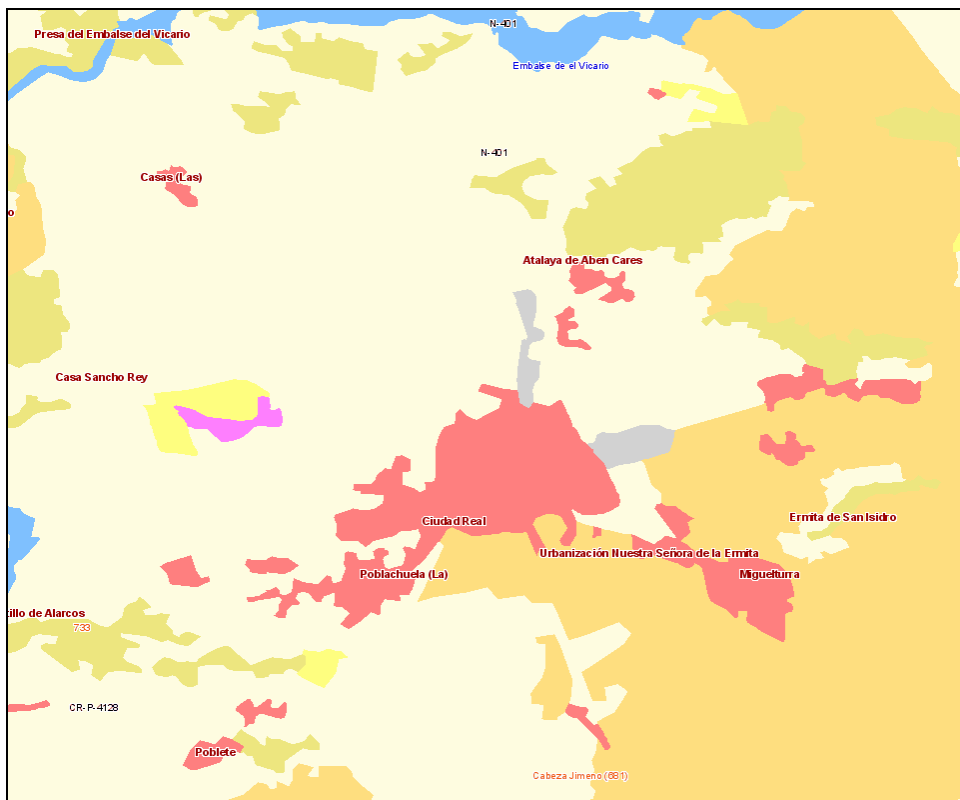 N-401
Presa del Embalse del Vicario
Embalse de el Vicario
N-401
Casas (Las)
o
Atalaya de Aben Cares
Casa Sancho Rey
Ciudad Real
Ermita de San Isidro
Urbanización Nuestra Señora de la Ermita
Poblachuela (La)
Miguelturra
tillo de Alarcos
733
CR-P-4128
Poblete
Cabeza Jimeno (681)